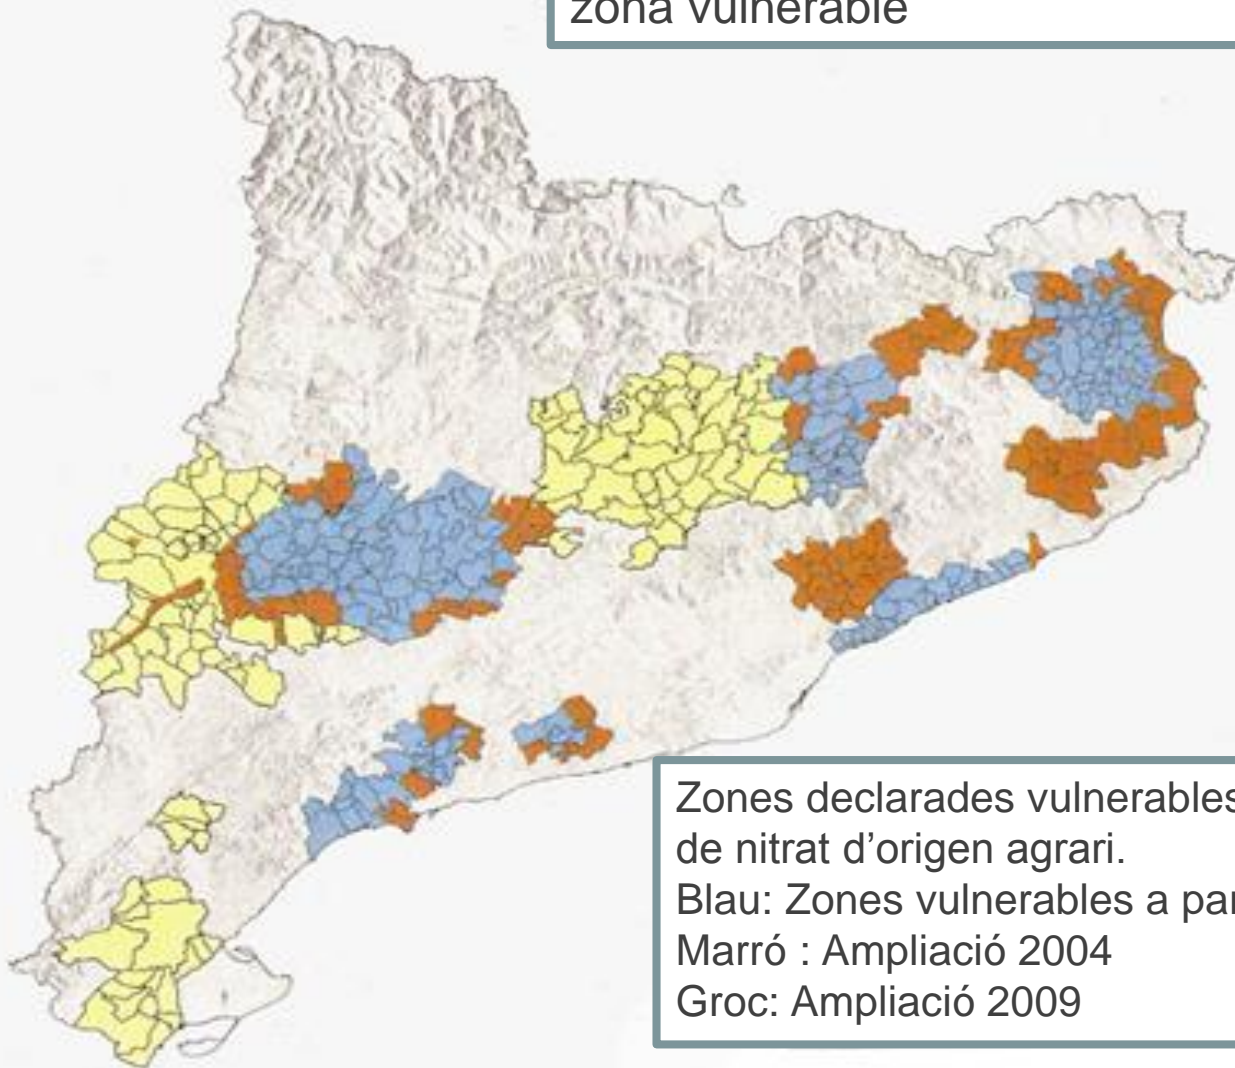 zona vulnerable
Zones declarades vulnerables
de nitrat d’origen agrari.
Blau: Zones vulnerables a
Marró : Ampliació 2004
Groc: Ampliació 2009